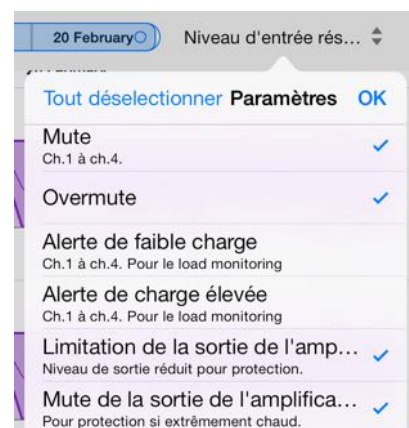 20 February
Niveau d'entrée rés...
Tout déselectionner Paramètres OK
Mute
Ch.1 à ch.4.
Overmute
Alerte de faible charge
Ch.1 à ch.4. Pour le load monitoring
Alerte de charge élevée
Ch.1 à ch.4. Pour le load monitoring
Limitation de la sortie de l'amp...
Niveau de sortie réduit pour protection.
Mute de la sortie de l'amplifica...
Pour protection si extrêmement chaud.